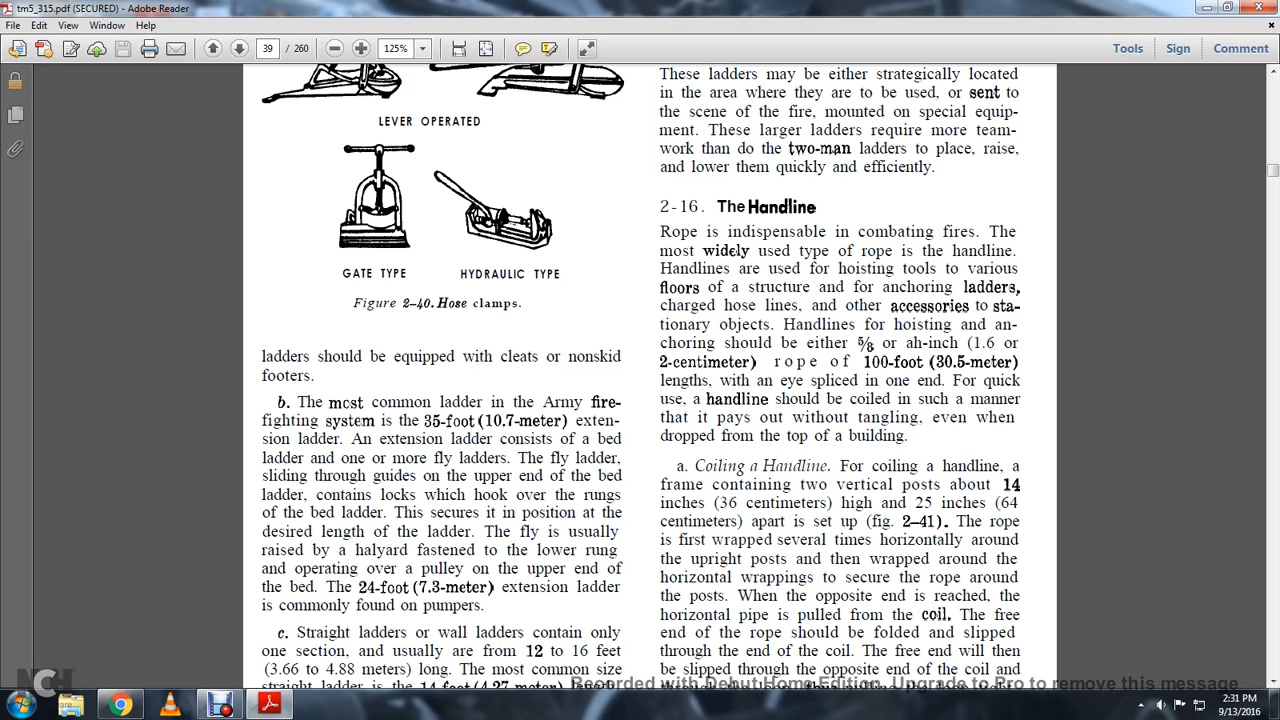 tm5_315.pdf (SECURED) - Adobe Reader
File Edit View Window Help
39 / 260 125% Tools Sign Comment
LEVER OPERATED
GATE TYPE HYDRAULIC TYPE
Figure 2-40. Hose clamps.
ladders should be equipped with cleats or nonskid
footers.
b. The most common ladder in the Army fire-
fighting system is the 35-foot (10.7-meter) exten-
sion ladder. An extension ladder consists of a bed
ladder and one or more fly ladders. The fly ladder,
sliding through guides on the upper end of the bed
ladder, contains locks which hook over the rungs
of the bed ladder. This secures it in position at the
desired length of the ladder. The fly is usually
raised by a halyard fastened to the lower rung
and operating over a pulley on the upper end of
the bed. The 24-foot (7.3-meter) extension ladder
is commonly found on pumpers.
c. Straight ladders or wall ladders contain only
one section, and usually are from 12 to 16 feet
(3.66 to 4.88 meters) long. The most common size
straight ladder is the 14-foot (4.27-meter) length
These ladders may be either strategically located
in the area where they are to be used, or sent to
the scene of the fire, mounted on special equip-
ment. These larger ladders require more team-
work than do the two-man ladders to place, raise,
and lower them quickly and efficiently.
2-16. The Handline
Rope is indispensable in combating fires. The
most widely used type of rope is the handline.
Handlines are used for hoisting tools to various
floors of a structure and for anchoring ladders,
charged hose lines, and other accessories to sta-
tionary objects. Handlines for hoisting and an-
choring should be either 5/8 or ah-inch (1.6 or
2-centimeter) rope of 100-foot (30.5-meter)
lengths, with an eye spliced in one end. For quick
use, a handline should be coiled in such a manner
that it pays out without tangling, even when
dropped from the top of a building.
a. Coiling a Handline. For coiling a handline, a
frame containing two vertical posts about 14
inches (36 centimeters) high and 25 inches (64
centimeters) apart is set up (fig. 2-41). The rope
is first wrapped several times horizontally around
the upright posts and then wrapped around the
horizontal wrappings to secure the rope around
the posts. When the opposite end is reached, the
horizontal pipe is pulled from the coil. The free
end of the rope should be folded and slipped
through the end of the coil. The free end will then
be slipped through the opposite end of the coil and
Recorded with Debut Home Edition. Upgrade to Pro to remove this message
NCH
2:31 PM
9/13/2016